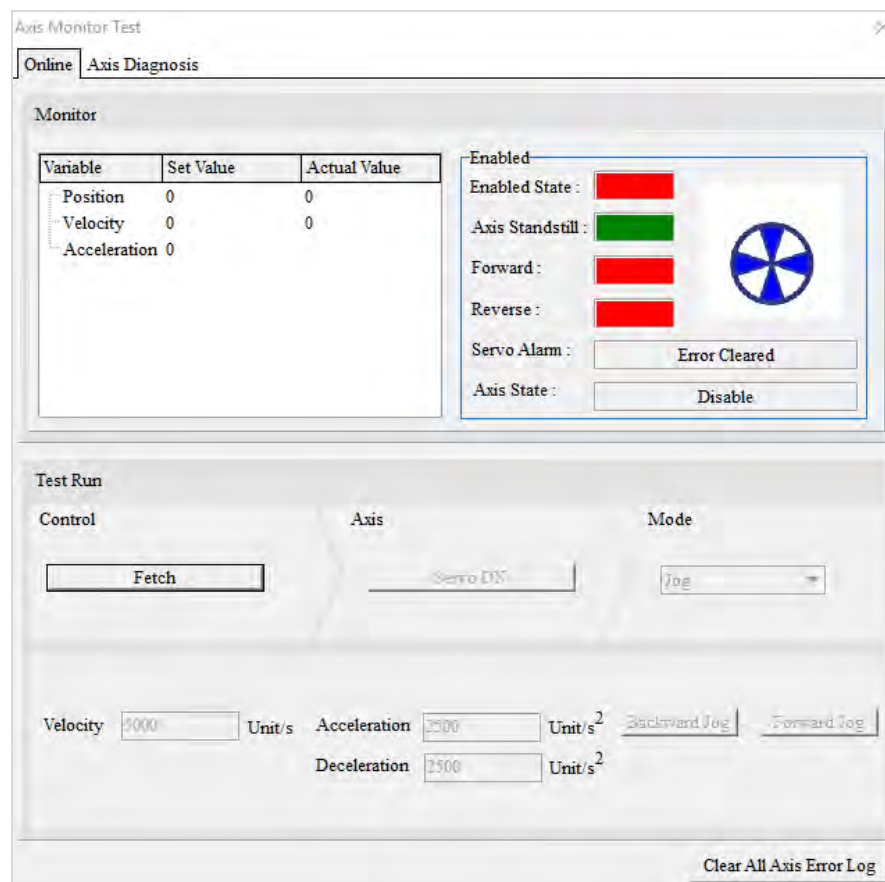 Axis Monitor Test
Online Axis Diagnosis
Monitor
Variable Set Value Actual Value
Position 0 0
Velocity 0 0
Acceleration 0
Enabled
Enabled State :
Axis Standstill :
Forward :
Reverse :
Servo Alarm : Error Cleared
Axis State : Disable
Test Run
Control Axis Mode
Fetch Servo ON Jog
Velocity 5000 Unit/s Acceleration 2500 Unit/s² Backward Jog Forward Jog
Deceleration 2500 Unit/s²
Clear All Axis Error Log